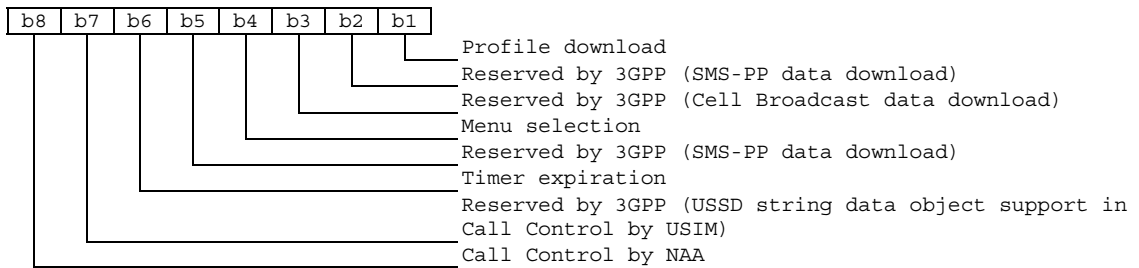 b8 b7 b6 b5 b4 b3 b2 b1
Profile download
Reserved by 3GPP (SMS-PP data download)
Reserved by 3GPP (Cell Broadcast data download)
Menu selection
Reserved by 3GPP (SMS-PP data download)
Timer expiration
Reserved by 3GPP (USSD string data object support in
Call Control by USIM)
Call Control by NAA